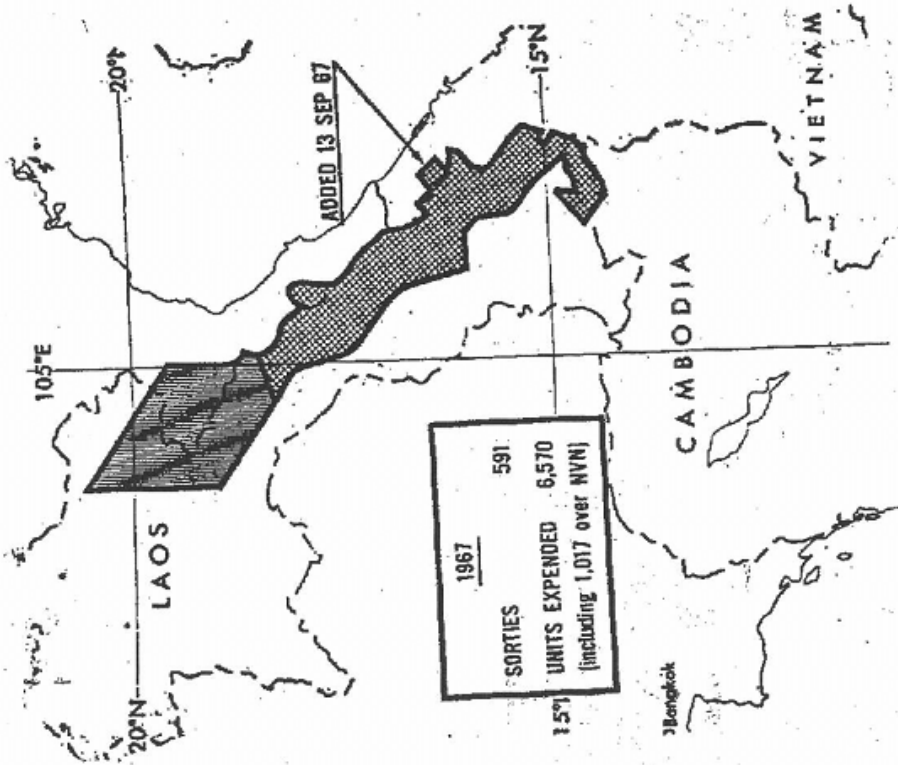 105°E
20°N
20°N
LAOS
ADDED 13 SEP 67
1967
SORTIES 591
UNITS EXPENDED 6,570
(including 1,017 over NVN)
15°N
15°N
CAMBODIA
VIETNAM
Bangkok